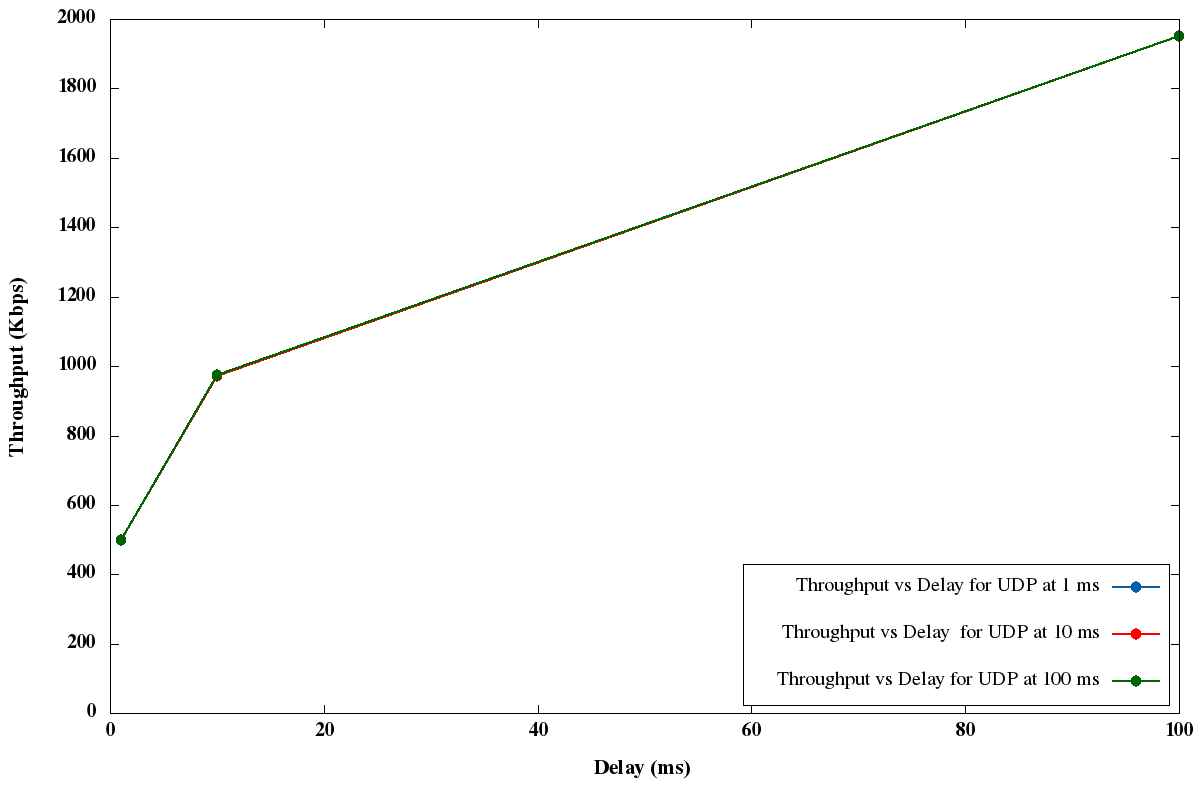 2000
1800
1600
1400
1200
1000
800
600
400
200
0
Throughput (Kbps)
0 20 40 60 80 100
Delay (ms)
Throughput vs Delay for UDP at 1 ms
Throughput vs Delay  for UDP at 10 ms
Throughput vs Delay for UDP at 100 ms